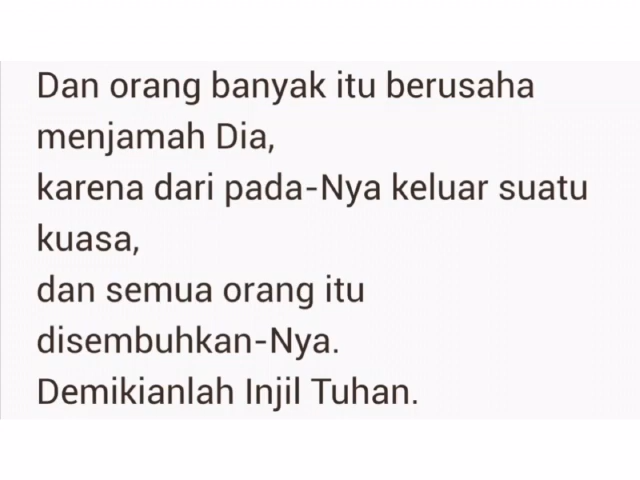 Dan orang banyak itu berusaha
menjamah Dia,
karena dari pada-Nya keluar suatu
kuasa,
dan semua orang itu
disembuhkan-Nya.
Demikianlah Injil Tuhan.